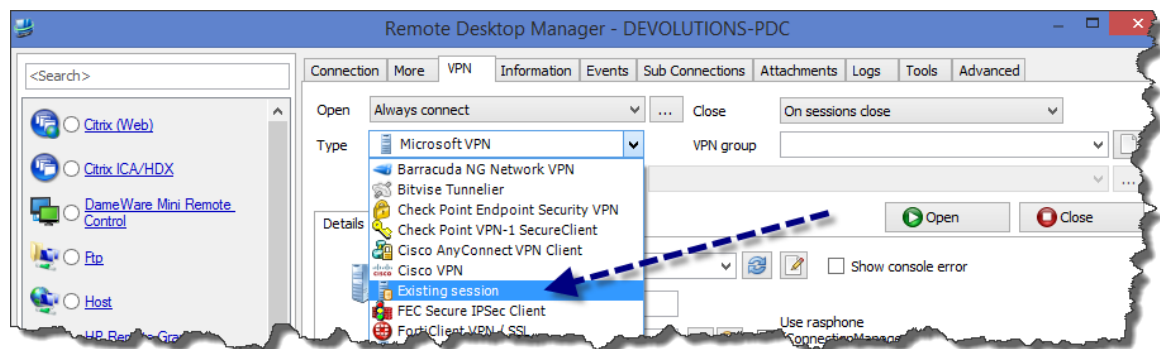 Remote Desktop Manager - DEVOLUTIONS-PDC
<Search>
Citrix (Web)
Citrix ICA/HDX
DameWare Mini Remote
Control
Ftp
Host
Connection More VPN Information Events Sub Connections Attachments Logs Tools Advanced
Open Always connect ... Close On sessions close
Type Microsoft VPN VPN group
Barracuda NG Network VPN
Bitvise Tunnelier
Check Point Endpoint Security VPN
Check Point VPN-1 SecureClient
Cisco AnyConnect VPN Client
Cisco VPN
Existing session
FEC Secure IPSec Client
FortiClient VPN / SSL
...
Details
Open Close
Show console error
Use rasphone